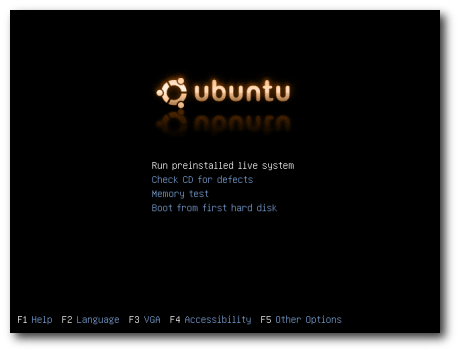 ubuntu
Run preinstalled live system
Check CD for defects
Memory test
Boot from first hard disk
F1 Help F2 Language F3 VGA F4 Accessibility F5 Other Options